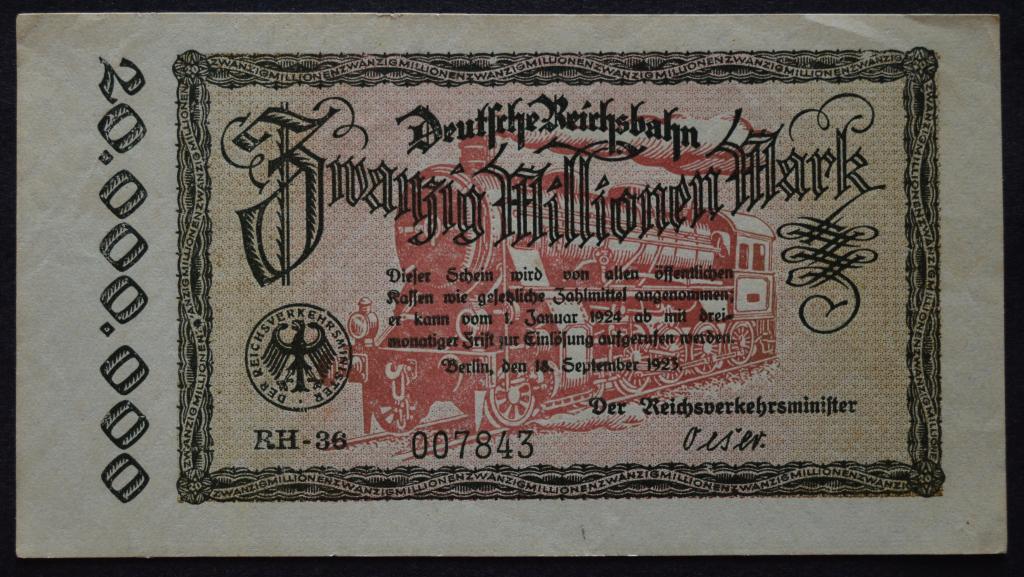 ZWANZIGMILLIONENZWANZIGMILLIONENZWANZIGMILLIONENZWANZIGMILLIONENZWANZIG
20.000.000
Deutsche Reichsbahn
Zwanzig Millionen Mark
Dieser Schein wird von allen öffentlichen
Kassen wie gesetzliche Zahlmittel angenommen;
er kann vom 1. Januar 1924 ab mit drei-
monatiger Frist zur Einlösung aufgerufen werden.
Berlin, den 18. September 1923.
DER REICHSVERKEHRSMINISTER
Der Reichsverkehrsminister
Oeser.
RH-36
007843
ZWANZIGMILLIONENZWANZIGMILLIONENZWANZIGMILLIONENZWANZIGMILLIONENZWANZIG